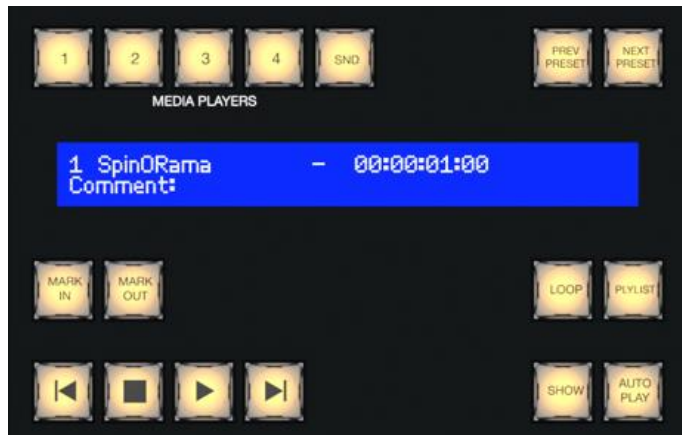 1 2 3 4 SND PREV PRESET NEXT PRESET
MEDIA PLAYERS
1 SpinORama - 00:00:01:00
Comment:
MARK IN MARK OUT LOOP PLYLIST
SHOW AUTO PLAY